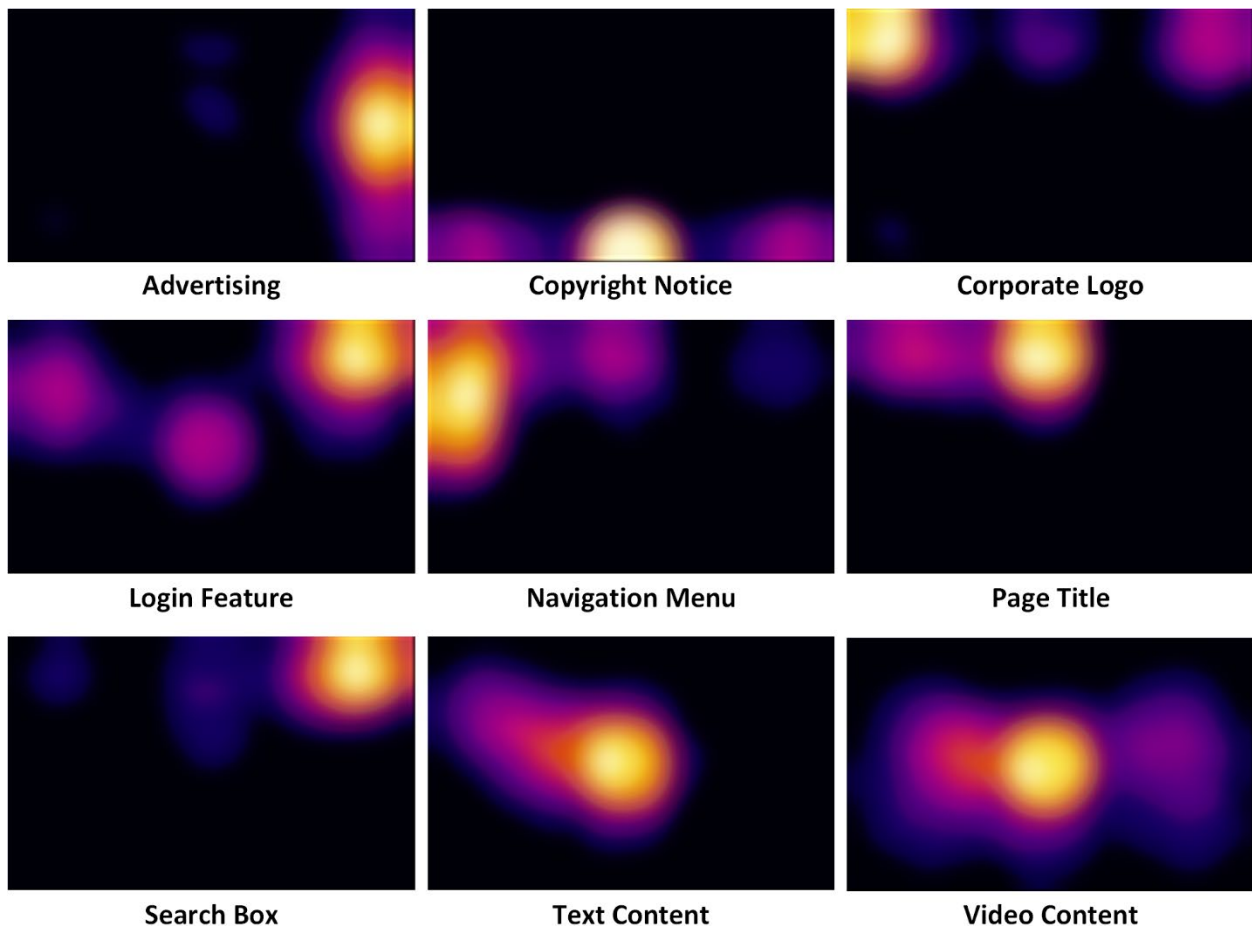 Advertising
Copyright Notice
Corporate Logo
Login Feature
Navigation Menu
Page Title
Search Box
Text Content
Video Content